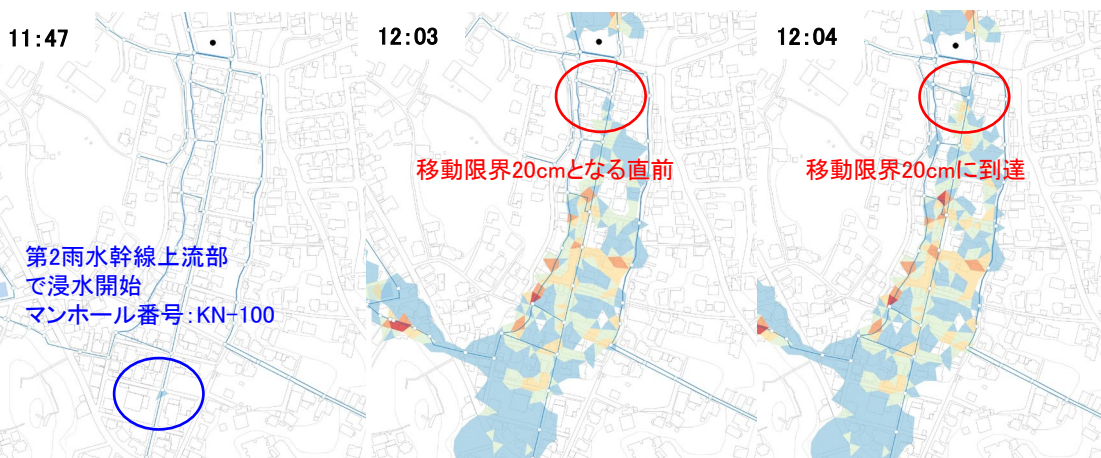 11:47
第2雨水幹線上流部
で浸水開始
マンホール番号:KN-100
12:03
移動限界20cmとなる直前
12:04
移動限界20cmに到達